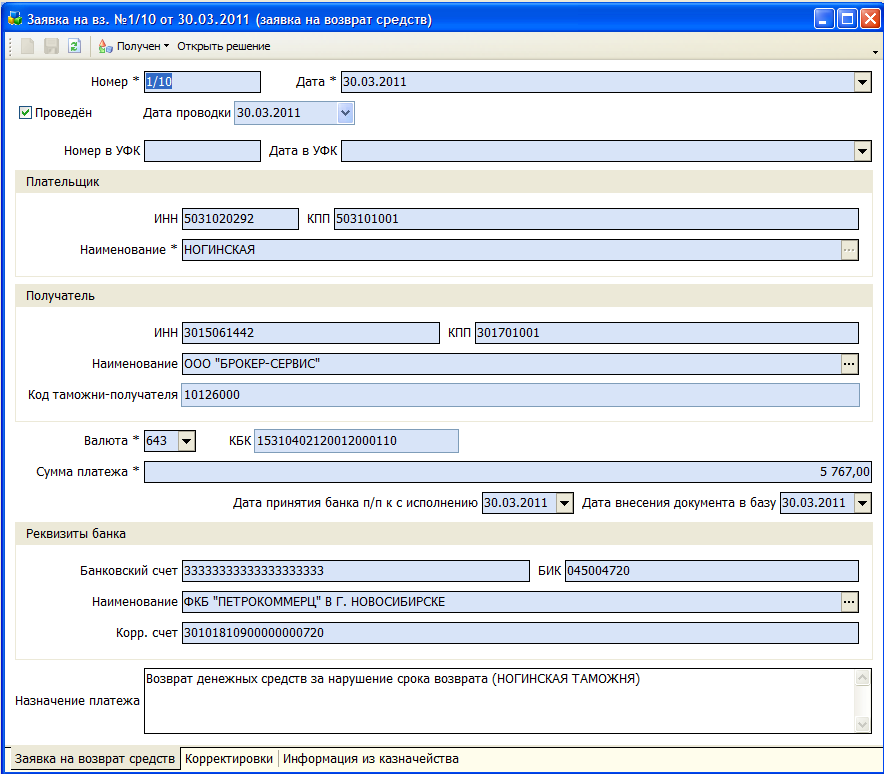 Заявка на вз. №1/10 от 30.03.2011 (заявка на возврат средств)
Получен Открыть решение
Номер * 1/10 Дата * 30.03.2011
Проведён Дата проводки 30.03.2011
Номер в УФК Дата в УФК
Плательщик
ИНН 5031020292 КПП 503101001
Наименование * НОГИНСКАЯ ...
Получатель
ИНН 3015061442 КПП 301701001
Наименование ООО "БРОКЕР-СЕРВИС" ...
Код таможни-получателя 10126000
Валюта * 643 КБК 15310402120012000110
Сумма платежа * 5 767,00
Дата принятия банка п/п к с исполнению 30.03.2011 Дата внесения документа в базу 30.03.2011
Реквизиты банка
Банковский счет 33333333333333333333 БИК 045004720
Наименование ФКБ "ПЕТРОКОММЕРЦ" В Г. НОВОСИБИРСКЕ ...
Корр. счет 30101810900000000720
Возврат денежных средств за нарушение срока возврата (НОГИНСКАЯ ТАМОЖНЯ)
Назначение платежа
Заявка на возврат средств Корректировки Информация из казначейства